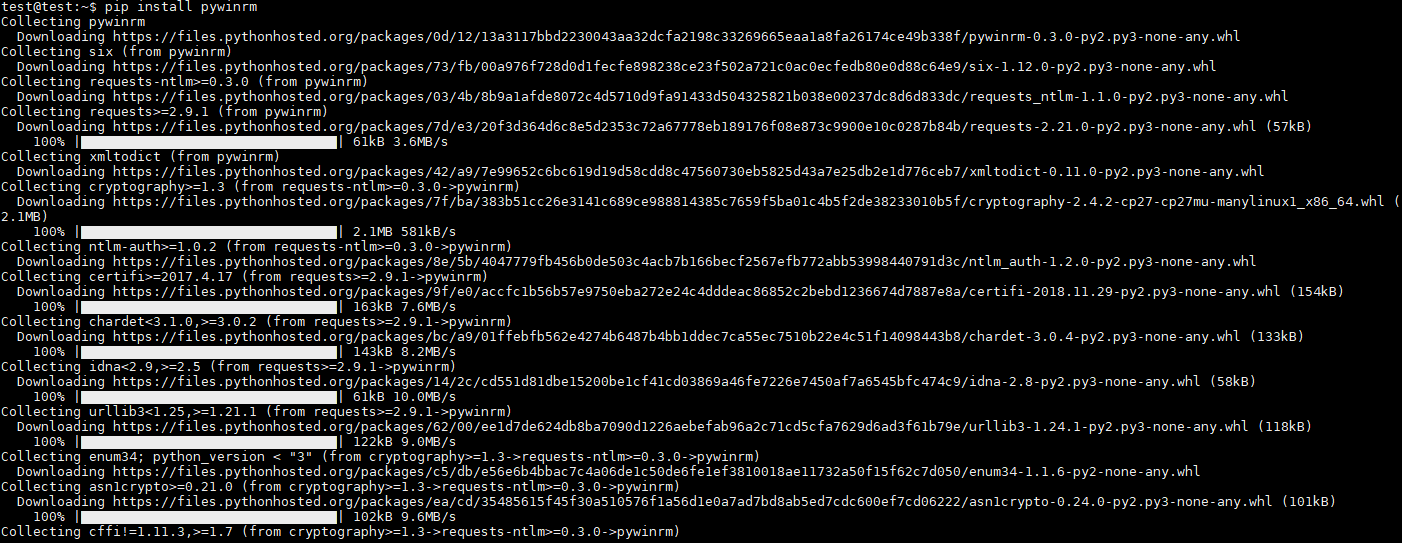 test@test:~$ pip install pywinrm
Collecting pywinrm
  Downloading https://files.pythonhosted.org/packages/0d/12/13a3117bbd2230043aa32dcfa2198c33269665eaa1a8fa26174ce49b338f/pywinrm-0.3.0-py2.py3-none-any.whl
Collecting six (from pywinrm)
  Downloading https://files.pythonhosted.org/packages/73/fb/00a976f728d0d1fecfe898238ce23f502a721c0ac0ecfedb80e0d88c64e9/six-1.12.0-py2.py3-none-any.whl
Collecting requests-ntlm>=0.3.0 (from pywinrm)
  Downloading https://files.pythonhosted.org/packages/03/4b/8b9a1afde8072c4d5710d9fa91433d504325821b038e00237dc8d6d833dc/requests_ntlm-1.1.0-py2.py3-none-any.whl
Collecting requests>=2.9.1 (from pywinrm)
  Downloading https://files.pythonhosted.org/packages/7d/e3/20f3d364d6c8e5d2353c72a67778eb189176f08e873c9900e10c0287b84b/requests-2.21.0-py2.py3-none-any.whl (57kB)
    100% || 61kB 3.6MB/s
Collecting xmltodict (from pywinrm)
  Downloading https://files.pythonhosted.org/packages/42/a9/7e99652c6bc619d19d58cdd8c47560730eb5825d43a7e25db2e1d776ceb7/xmltodict-0.11.0-py2.py3-none-any.whl
Collecting cryptography>=1.3 (from requests-ntlm>=0.3.0->pywinrm)
  Downloading https://files.pythonhosted.org/packages/7f/ba/383b51cc26e3141c689ce988814385c7659f5ba01c4b5f2de38233010b5f/cryptography-2.4.2-cp27-cp27mu-manylinux1_x86_64.whl (
2.1MB)
    100% || 2.1MB 581kB/s
Collecting ntlm-auth>=1.0.2 (from requests-ntlm>=0.3.0->pywinrm)
  Downloading https://files.pythonhosted.org/packages/8e/5b/4047779fb456b0de503c4acb7b166becf2567efb772abb53998440791d3c/ntlm_auth-1.2.0-py2.py3-none-any.whl
Collecting certifi>=2017.4.17 (from requests>=2.9.1->pywinrm)
  Downloading https://files.pythonhosted.org/packages/9f/e0/accfc1b56b57e9750eba272e24c4dddeac86852c2bebd1236674d7887e8a/certifi-2018.11.29-py2.py3-none-any.whl (154kB)
    100% || 163kB 7.6MB/s
Collecting chardet<3.1.0,>=3.0.2 (from requests>=2.9.1->pywinrm)
  Downloading https://files.pythonhosted.org/packages/bc/a9/01ffebfb562e4274b6487b4bb1ddec7ca55ec7510b22e4c51f14098443b8/chardet-3.0.4-py2.py3-none-any.whl (133kB)
    100% || 143kB 8.2MB/s
Collecting idna<2.9,>=2.5 (from requests>=2.9.1->pywinrm)
  Downloading https://files.pythonhosted.org/packages/14/2c/cd551d81dbe15200be1cf41cd03869a46fe7226e7450af7a6545bfc474c9/idna-2.8-py2.py3-none-any.whl (58kB)
    100% || 61kB 10.0MB/s
Collecting urllib3<1.25,>=1.21.1 (from requests>=2.9.1->pywinrm)
  Downloading https://files.pythonhosted.org/packages/62/00/ee1d7de624db8ba7090d1226aebefab96a2c71cd5cfa7629d6ad3f61b79e/urllib3-1.24.1-py2.py3-none-any.whl (118kB)
    100% || 122kB 9.0MB/s
Collecting enum34; python_version < "3" (from cryptography>=1.3->requests-ntlm>=0.3.0->pywinrm)
  Downloading https://files.pythonhosted.org/packages/c5/db/e56e6b4bbac7c4a06de1c50de6fe1ef3810018ae11732a50f15f62c7d050/enum34-1.1.6-py2-none-any.whl
Collecting asn1crypto>=0.21.0 (from cryptography>=1.3->requests-ntlm>=0.3.0->pywinrm)
  Downloading https://files.pythonhosted.org/packages/ea/cd/35485615f45f30a510576f1a56d1e0a7ad7bd8ab5ed7cdc600ef7cd06222/asn1crypto-0.24.0-py2.py3-none-any.whl (101kB)
    100% || 102kB 9.6MB/s
Collecting cffi!=1.11.3,>=1.7 (from cryptography>=1.3->requests-ntlm>=0.3.0->pywinrm)